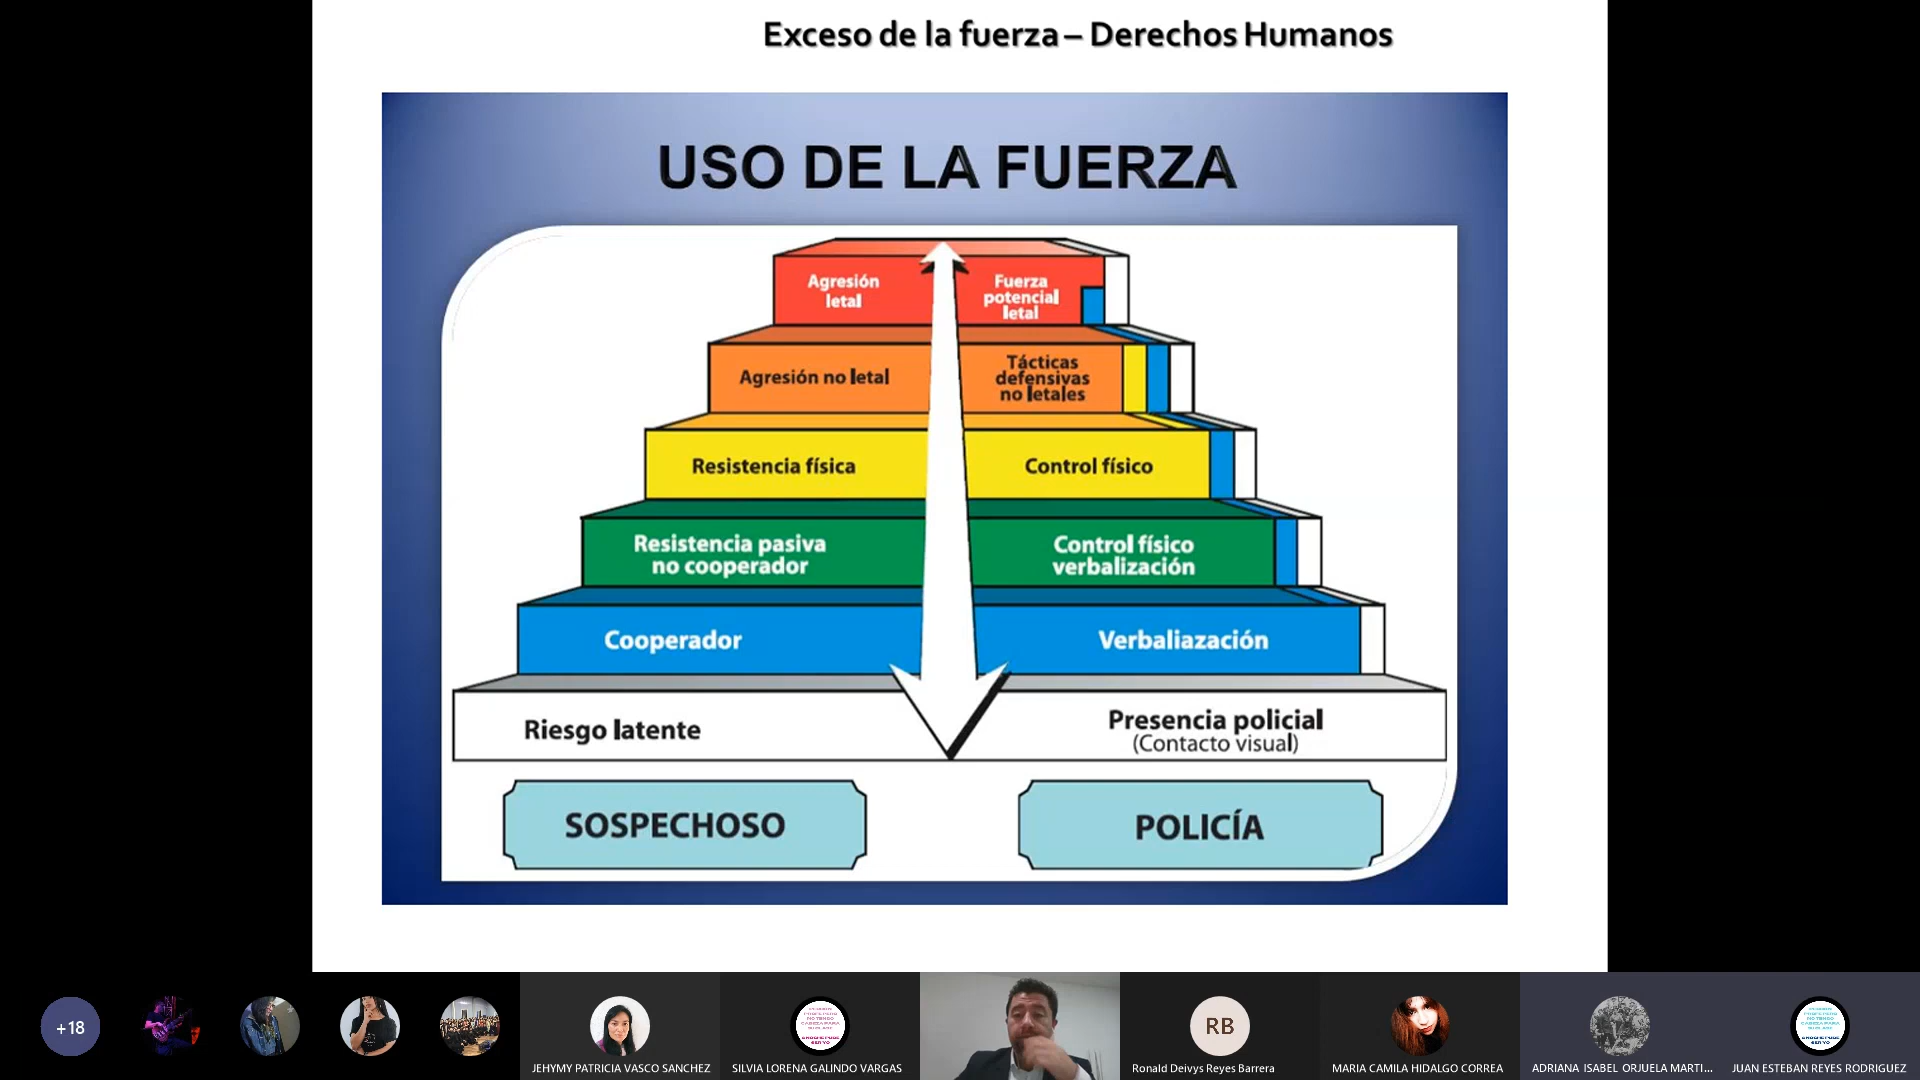 Exceso de la fuerza – Derechos Humanos
USO DE LA FUERZA
Agresión
letal
Fuerza
potencial
letal
Agresión no letal
Tácticas
defensivas
no letales
Resistencia física
Control físico
Resistencia pasiva
no cooperador
Control físico
verbalización
Cooperador
Verbaliazación
Riesgo latente
Presencia policial
(Contacto visual)
SOSPECHOSO
POLICÍA
+18
RB
JEHYMY PATRICIA VASCO SANCHEZ
SILVIA LORENA GALINDO VARGAS
Ronald Deivys Reyes Barrera
MARIA CAMILA HIDALGO CORREA
ADRIANA ISABEL ORJUELA MARTI...
JUAN ESTEBAN REYES RODRIGUEZ